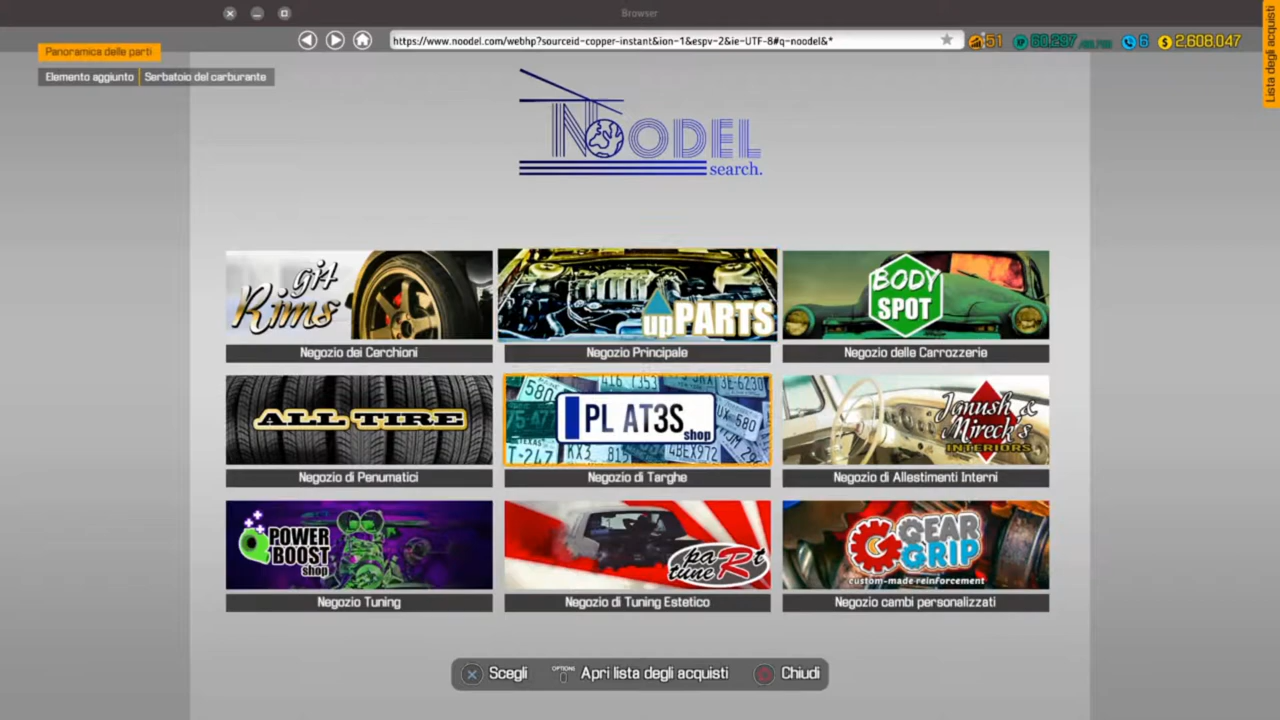 Browser
https://www.noodel.com/webhp?sourceid-copper-instant&ion-1&espv-2&ie-UTF-8#q-noodel&*
51
6
2,608,047
Lista degli acquisti
Panoramica delle parti
Elemento aggiunto
Serbatoio del carburante
NOODEL
search.
git Rims
Negozio dei Cerchioni
upPARTS
Negozio Principale
BODY SPOT
Negozio delle Carrozzerie
ALL TIRE
Negozio di Penumatici
580
PL AT3S shop
Negozio di Targhe
Janush & Mireck's INTERIORS
Negozio di Allestimenti Interni
POWER BOOST shop
Negozio Tuning
paRt tuneR
Negozio di Tuning Estetico
GEAR GRIP
custom-made reinforcement
Negozio cambi personalizzati
Scegli
OPTIONS
Apri lista degli acquisti
Chiudi